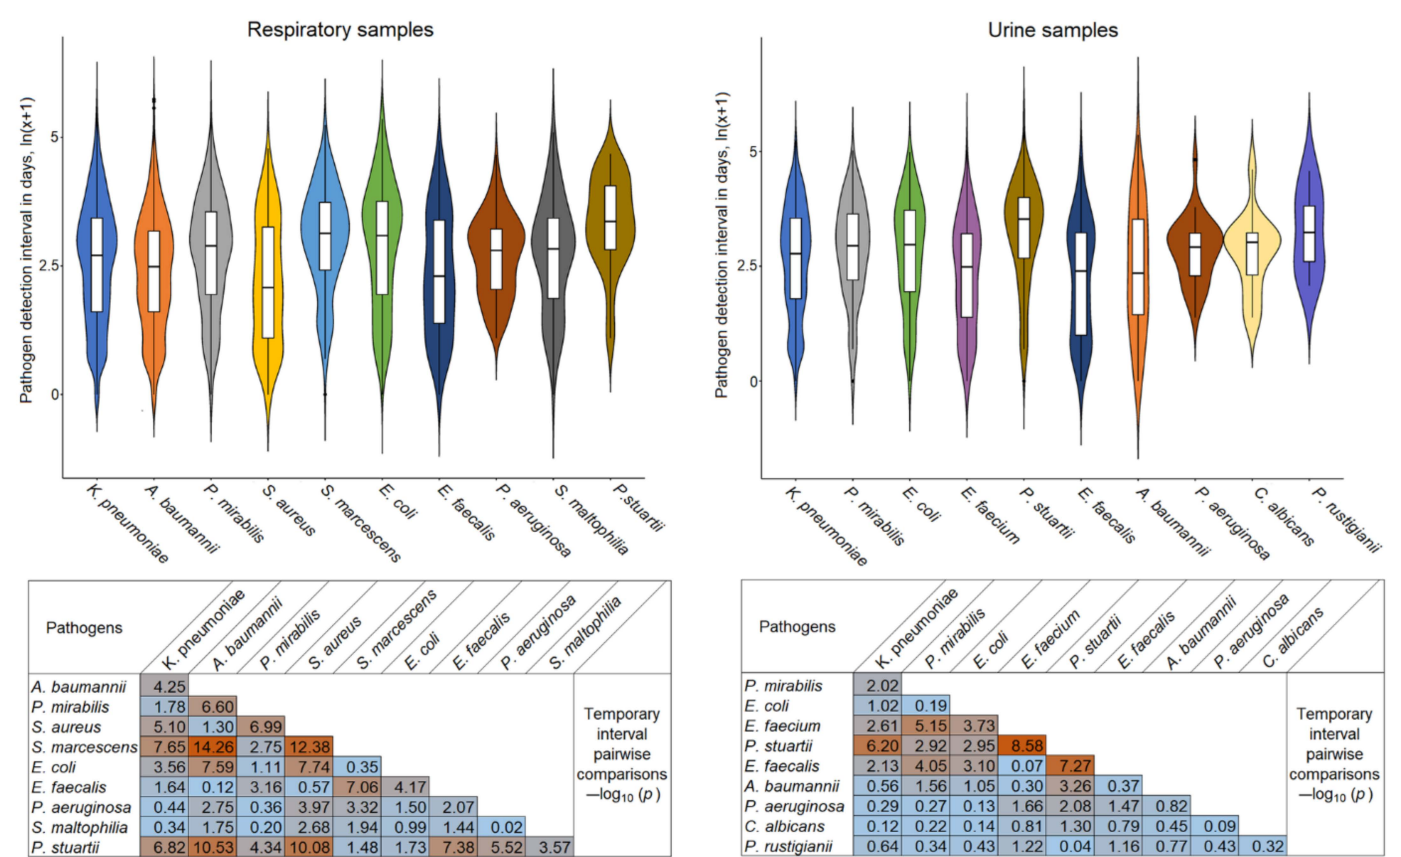 Respiratory samples
Pathogen detection interval in days, ln(x+1)
5
2.5
0
K. pneumoniae
A. baumannii
P. mirabilis
S. aureus
S. marcescens
E. coli
E. faecalis
P. aeruginosa
S. maltophilia
P.stuartii
Urine samples
Pathogen detection interval in days, ln(x+1)
5
2.5
0
K. pneumoniae
P. mirabilis
E. coli
E. faecium
P. stuartii
E. faecalis
A. baumannii
P. aeruginosa
C. albicans
P. rustigianii
Pathogens
K. pneumoniae
A. baumannii
P. mirabilis
S. aureus
S. marcescens
E. coli
E. faecalis
P. aeruginosa
S. maltophilia
A. baumannii 4.25
P. mirabilis 1.78 6.60
S. aureus 5.10 1.30 6.99
S. marcescens 7.65 14.26 2.75 12.38
E. coli 3.56 7.59 1.11 7.74 0.35
E. faecalis 1.64 0.12 3.16 0.57 7.06 4.17
P. aeruginosa 0.44 2.75 0.36 3.97 3.32 1.50 2.07
S. maltophilia 0.34 1.75 0.20 2.68 1.94 0.99 1.44 0.02
P. stuartii 6.82 10.53 4.34 10.08 1.48 1.73 7.38 5.52 3.57
Temporary
interval
pairwise
comparisons
—log10 (p)
Pathogens
K. pneumoniae
P. mirabilis
E. coli
E. faecium
P. stuartii
E. faecalis
A. baumannii
P. aeruginosa
C. albicans
P. mirabilis 2.02
E. coli 1.02 0.19
E. faecium 2.61 5.15 3.73
P. stuartii 6.20 2.92 2.95 8.58
E. faecalis 2.13 4.05 3.10 0.07 7.27
A. baumannii 0.56 1.56 1.05 0.30 3.26 0.37
P. aeruginosa 0.29 0.27 0.13 1.66 2.08 1.47 0.82
C. albicans 0.12 0.22 0.14 0.81 1.30 0.79 0.45 0.09
P. rustigianii 0.64 0.34 0.43 1.22 0.04 1.16 0.77 0.43 0.32
Temporary
interval
pairwise
comparisons
—log10 (p)